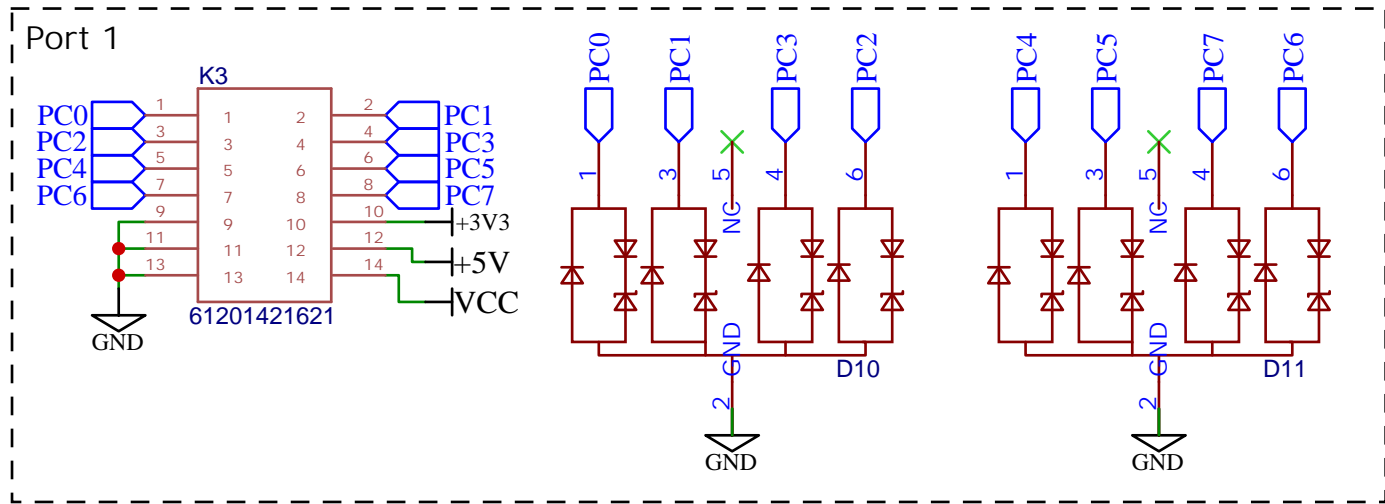 Port 1
K3
PC0 1 1 2 2 PC1
PC2 3 3 4 4 PC3
PC4 5 5 6 6 PC5
PC6 7 7 8 8 PC7
9 9 10 10 +3V3
11 11 12 12 +5V
13 13 14 14 VCC
61201421621
GND
PC0 PC1 PC3 PC2
1 3 5 4 6
NC
GND
D10
2
GND
PC4 PC5 PC7 PC6
1 3 5 4 6
NC
GND
D11
2
GND